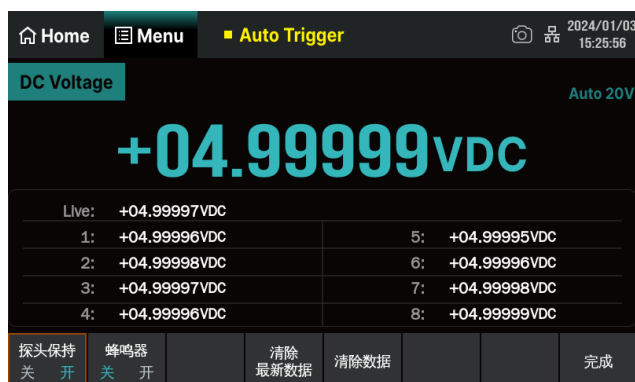 Home Menu Auto Trigger 2024/01/03
15:25:56
DC Voltage
Auto 20V
+04.99999VDC
Live: +04.99997VDC
1: +04.99996VDC 5: +04.99995VDC
2: +04.99998VDC 6: +04.99996VDC
3: +04.99997VDC 7: +04.99998VDC
4: +04.99996VDC 8: +04.99999VDC
探头保持 蜂鸣器 清除 清除数据 完成
关 开 关 开 最新数据